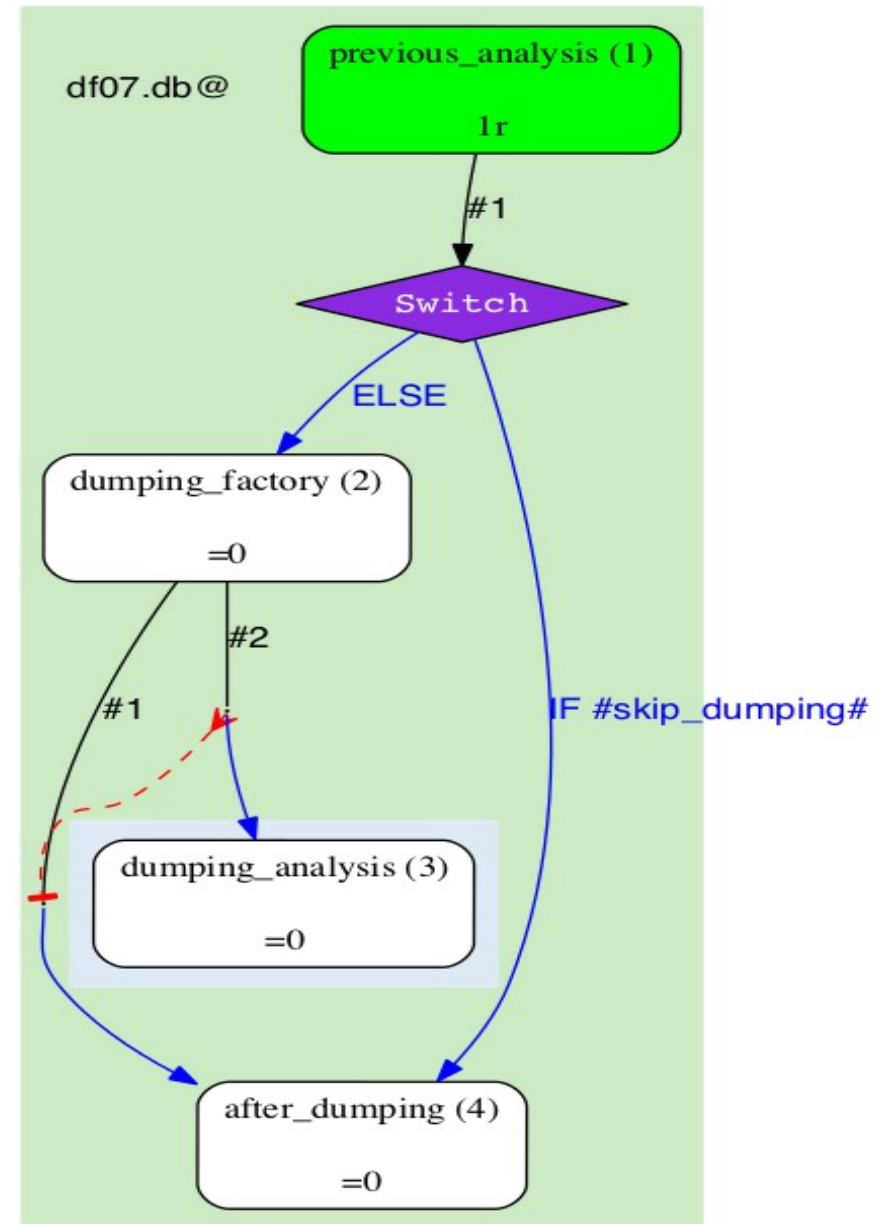 previous_analysis (1)
df07.db@
1r
#1
Switch
ELSE
dumping_factory (2)
=0
#2
#1
IF #skip_dumping#
dumping_analysis (3)
=0
after_dumping (4)
=0